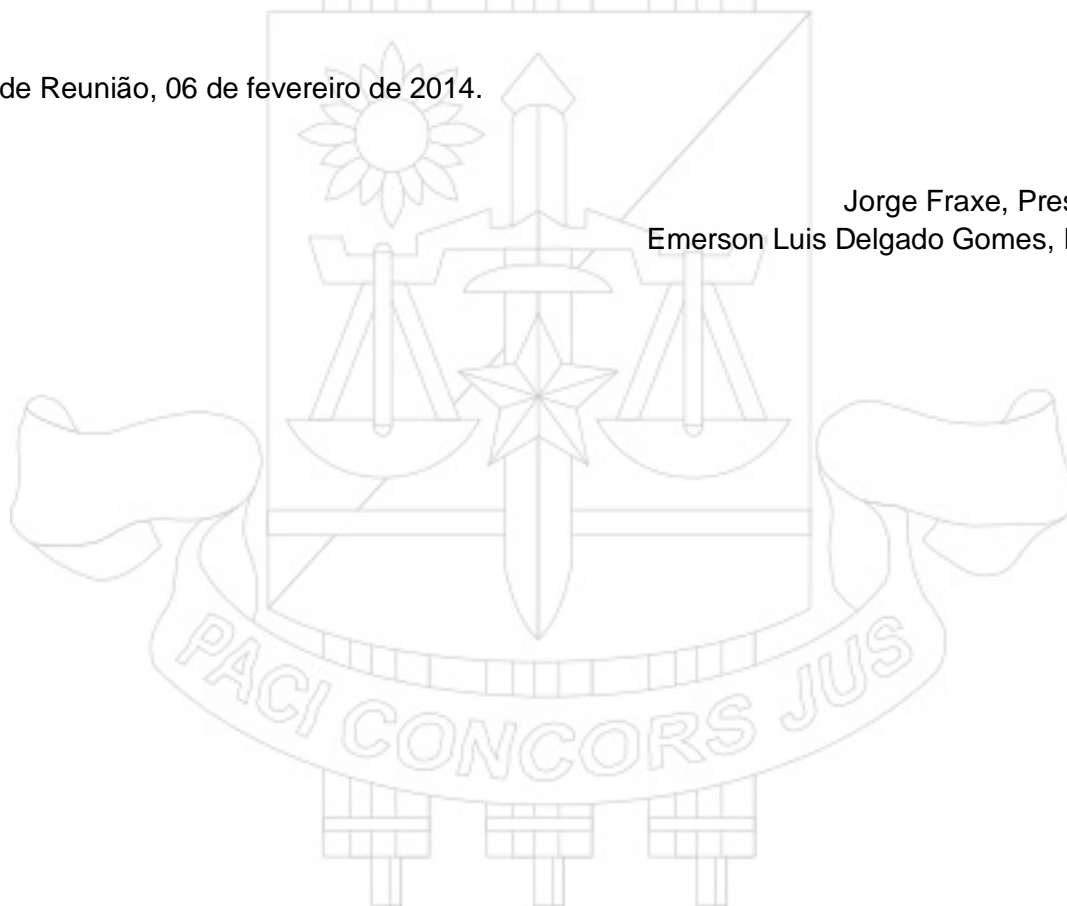 de Reunião, 06 de fevereiro de 2014.
Jorge Fraxe, Pres
Emerson Luis Delgado Gomes,
PACI CONCORS JUS